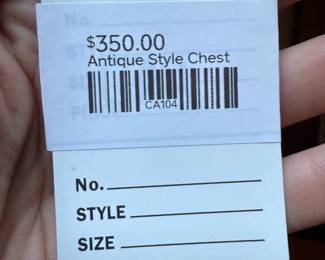 $350.00
Antique Style Chest
CA104
No.
STYLE
SIZE